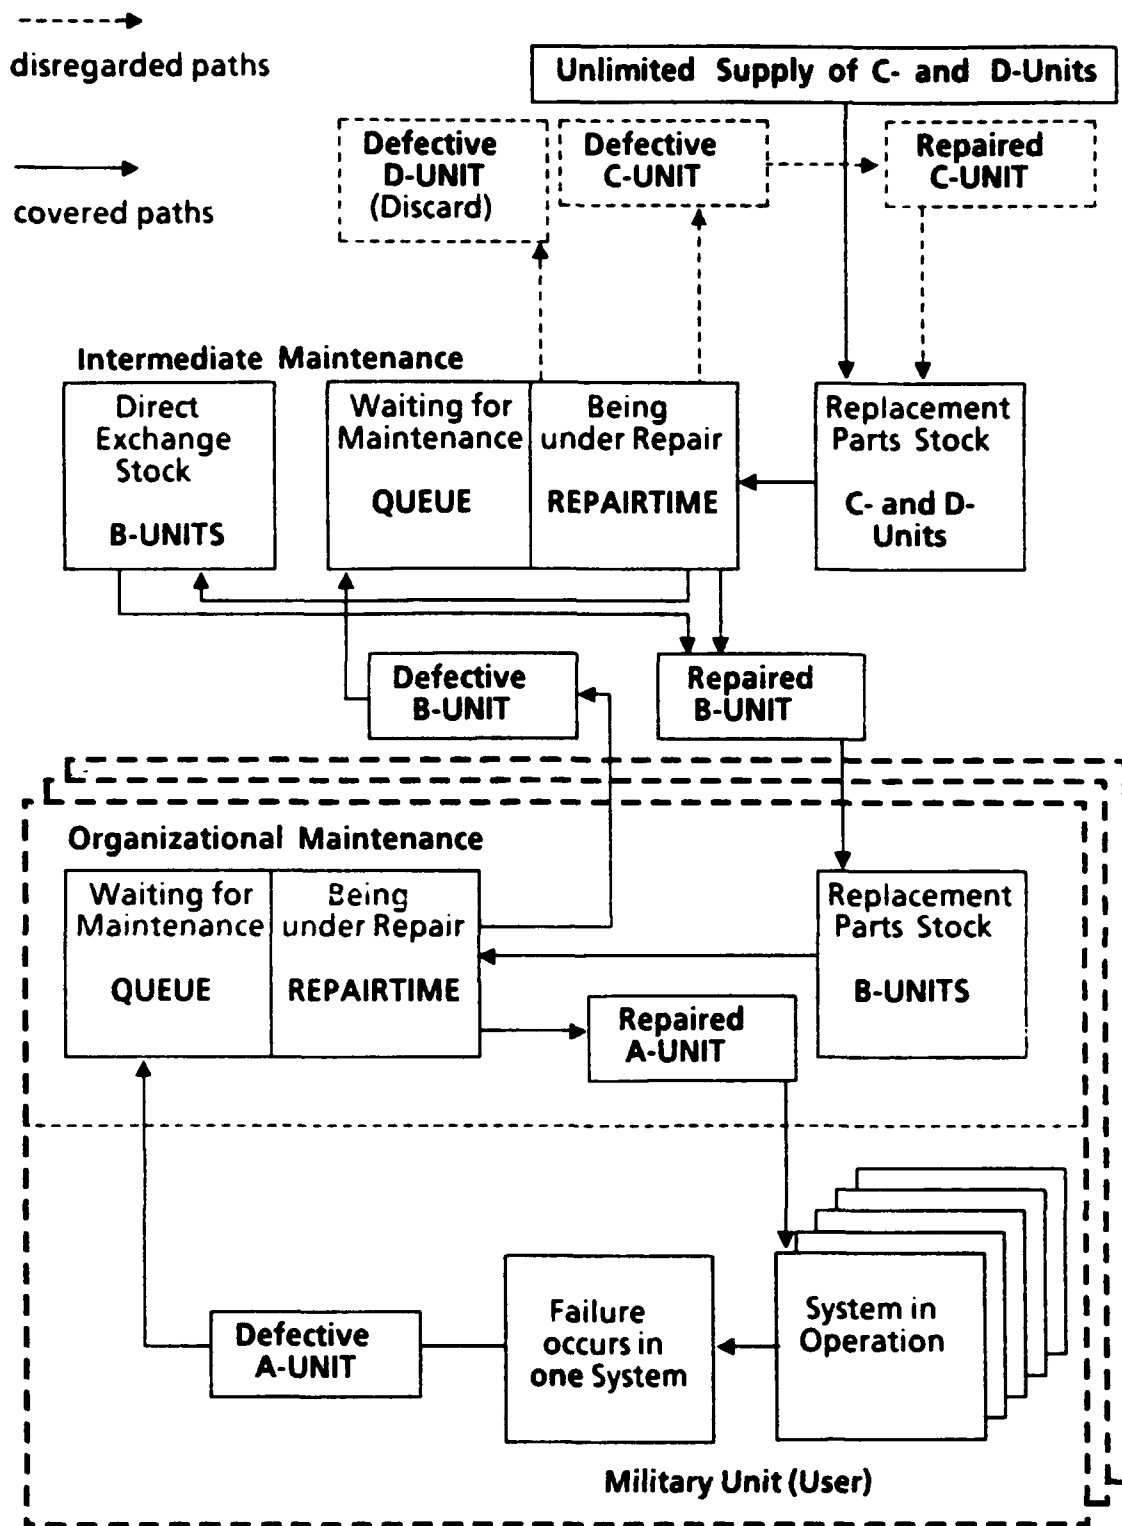 disregarded paths
covered paths
Unlimited Supply of C- and D-Units
Defective
D-UNIT
(Discard)
Defective
C-UNIT
Repaired
C-UNIT
Intermediate Maintenance
Direct
Exchange
Stock
B-UNITS
Waiting for
Maintenance
QUEUE
Being
under Repair
REPAIRTIME
Replacement
Parts Stock
C- and D-
Units
Defective
B-UNIT
Repaired
B-UNIT
Organizational Maintenance
Waiting for
Maintenance
QUEUE
Being
under Repair
REPAIRTIME
Replacement
Parts Stock
B-UNITS
Repaired
A-UNIT
Defective
A-UNIT
Failure
occurs in
one System
System in
Operation
Military Unit (User)